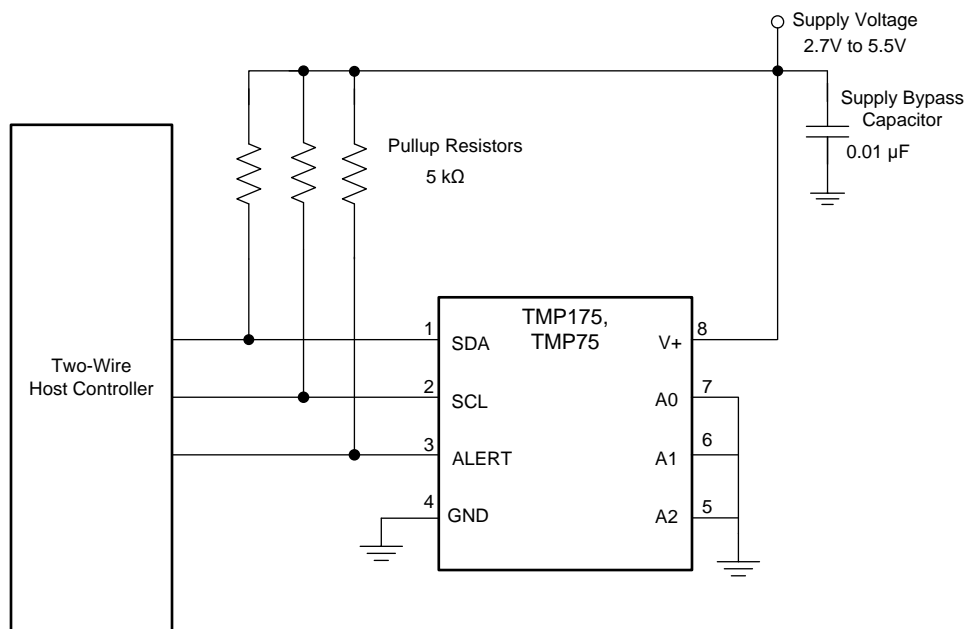 Supply Voltage
2.7V to 5.5V
Supply Bypass
Capacitor
0.01 µF
Pullup Resistors
5 kΩ
Two-Wire
Host Controller
TMP175,
TMP75
1
SDA
V+
8
2
SCL
A0
7
3
ALERT
A1
6
4
GND
A2
5